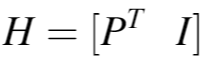 H = [P^T  I]